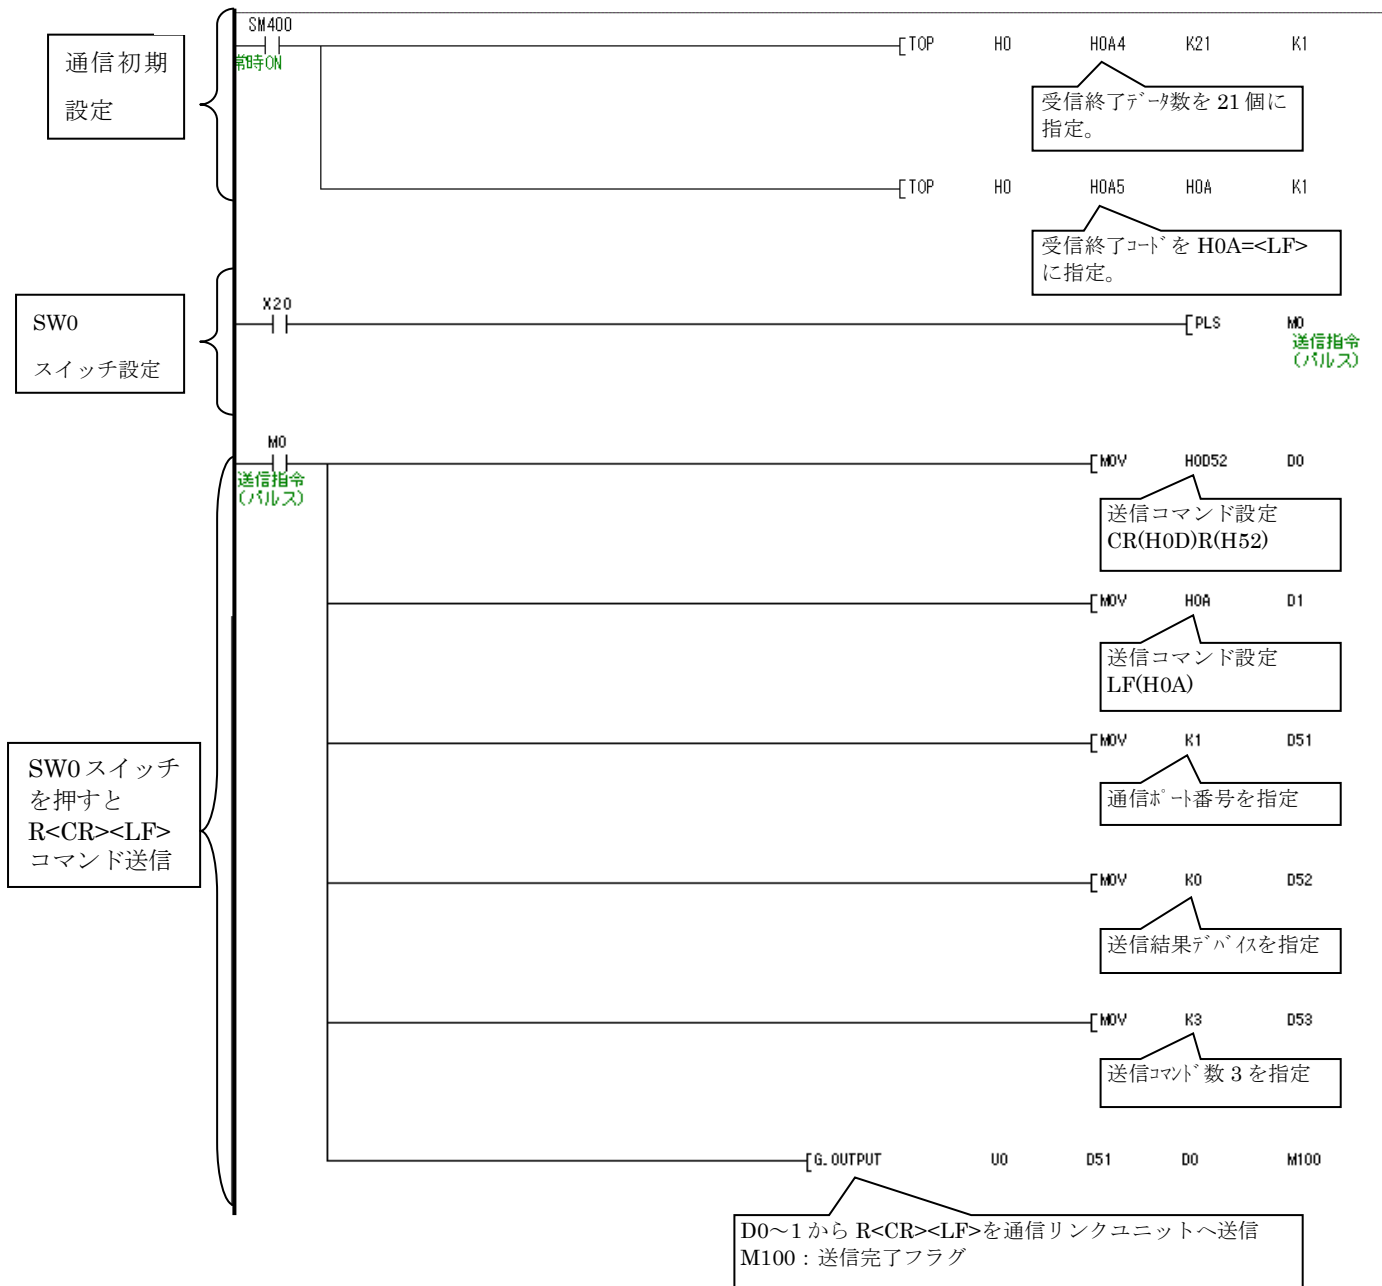 通信初期
設定
SM400
常時ON
[TOP H0 H0A4 K21 K1
受信終了ﾃﾞｰﾀ数を 21 個に
指定。
[TOP H0 H0A5 H0A K1
受信終了ｺｰﾄﾞを H0A=<LF>
に指定。
SW0
スイッチ設定
X20
[PLS M0
送信指令
(パルス)
M0
送信指令
(パルス)
[MOV H0D52 D0
送信コマンド設定
CR(H0D)R(H52)
[MOV H0A D1
送信コマンド設定
LF(H0A)
[MOV K1 D51
通信ﾎﾟｰﾄ番号を指定
SW0 スイッチ
を押すと
R<CR><LF>
コマンド送信
[MOV K0 D52
送信結果ﾃﾞﾊﾞｲｽを指定
[MOV K3 D53
送信ｺﾏﾝﾄﾞ数 3 を指定
[G.OUTPUT U0 D51 D0 M100
D0～1 から R<CR><LF>を通信リンクユニットへ送信
M100：送信完了フラグ